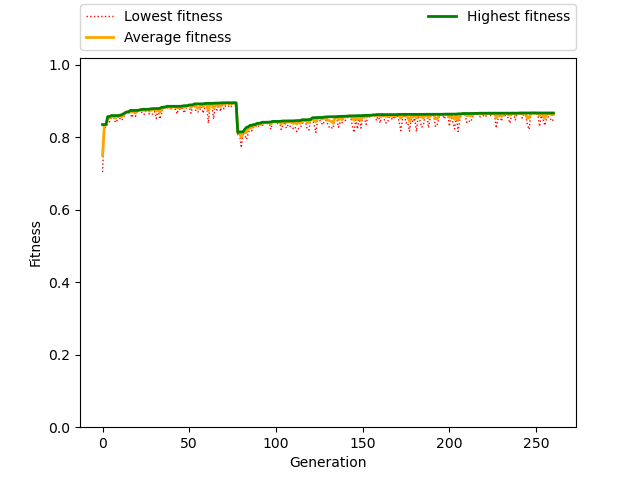 Lowest fitness
Average fitness
Highest fitness
1.0
0.8
0.6
0.4
0.2
0.0
Fitness
0 50 100 150 200 250
Generation